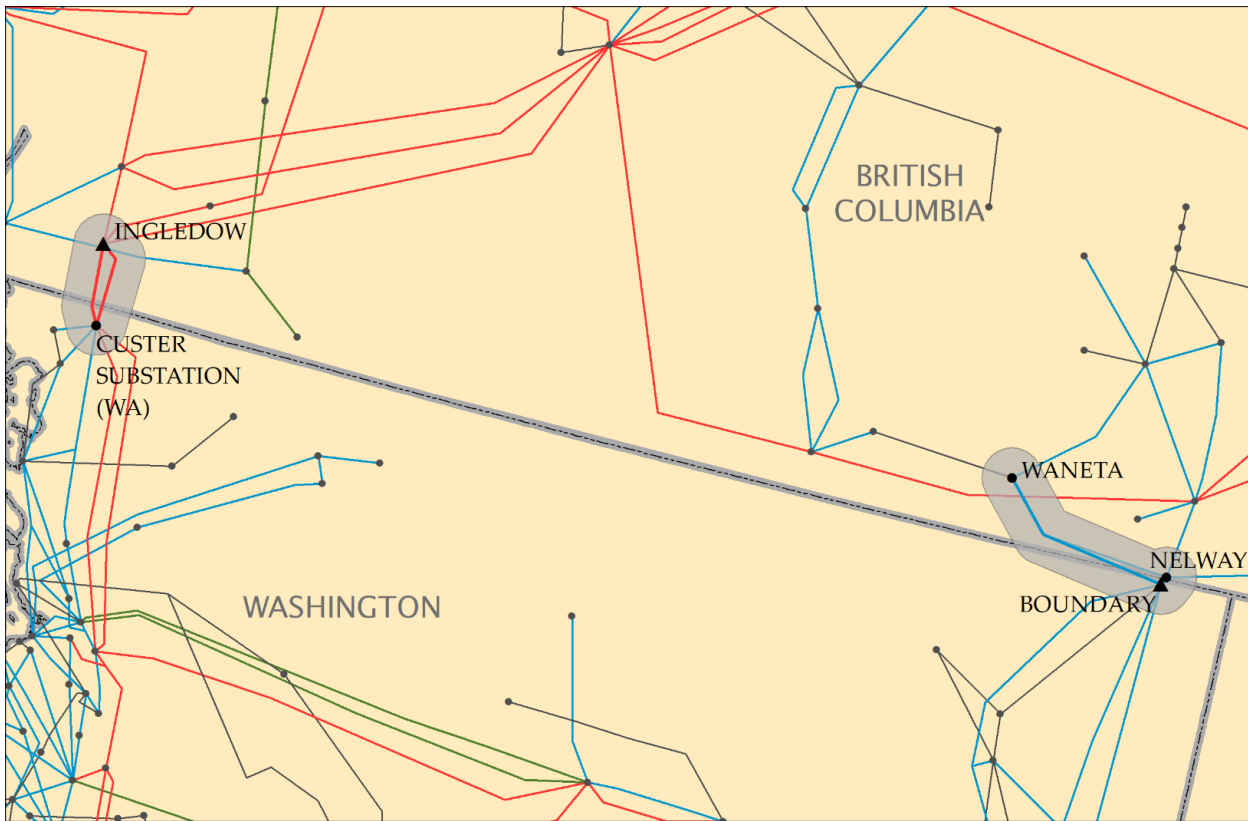 BRITISH
COLUMBIA
INGLEDOW
CUSTER
SUBSTATION
(WA)
WANETA
NELWAY
BOUNDARY
WASHINGTON